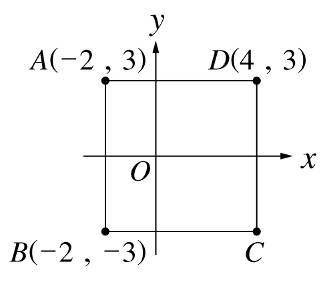 y
A(−2 , 3) D(4 , 3)
x
O
B(−2 , −3) C